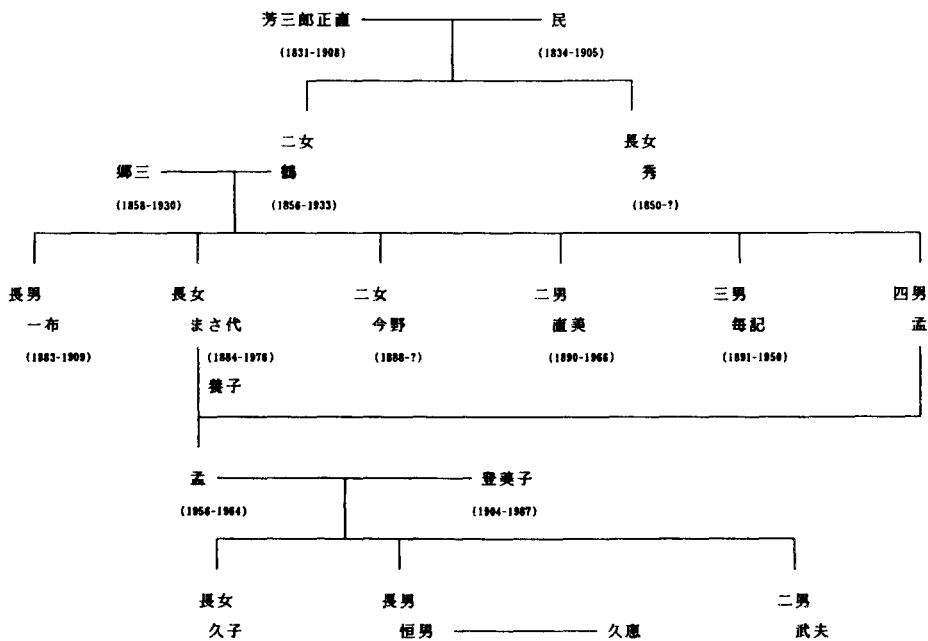 芳三郎正直 民
(1831-1908) (1834-1905)
二女 長女
郷三 鶴 秀
(1858-1930) (1856-1933) (1850-?)
長男 長女 二女 二男 三男 四男
一布 まさ代 今野 直美 毎記 孟
(1883-1909) (1884-1976) (1888-?) (1890-1966) (1891-1950)
養子
孟 登美子
(1956-1964) (1904-1987)
長女 長男 二男
久子 恒男 久恵 武夫